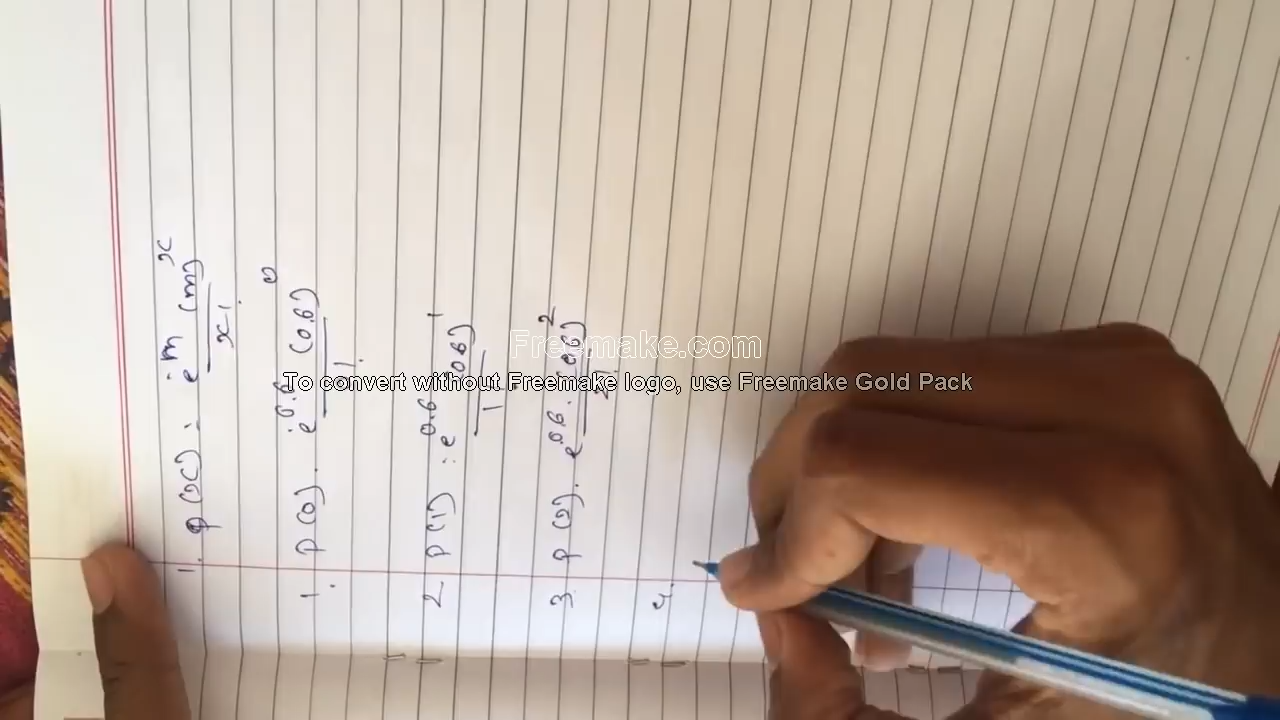 1. P(x) = e^-m (m)^x / x!
1. P(0) = e^-0.6 (0.6)^0 / 1!
2 P(1) = e^0.6 (0.6)^1 / 1
3 P(2) = e^0.6 (0.6)^2 / 2!
4.
Freemake.com
To convert without Freemake logo, use Freemake Gold Pack